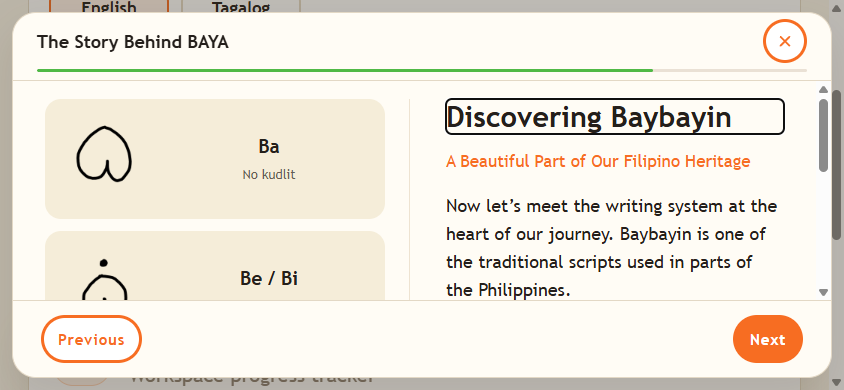 English
Tagalog
The Story Behind BAYA
ᜊ
Ba
No kudlit
ᜊᜒ
Be / Bi
Discovering Baybayin
A Beautiful Part of Our Filipino Heritage
Now let’s meet the writing system at the
heart of our journey. Baybayin is one of
the traditional scripts used in parts of
the Philippines.
Previous
Next
Workspace progress tracker